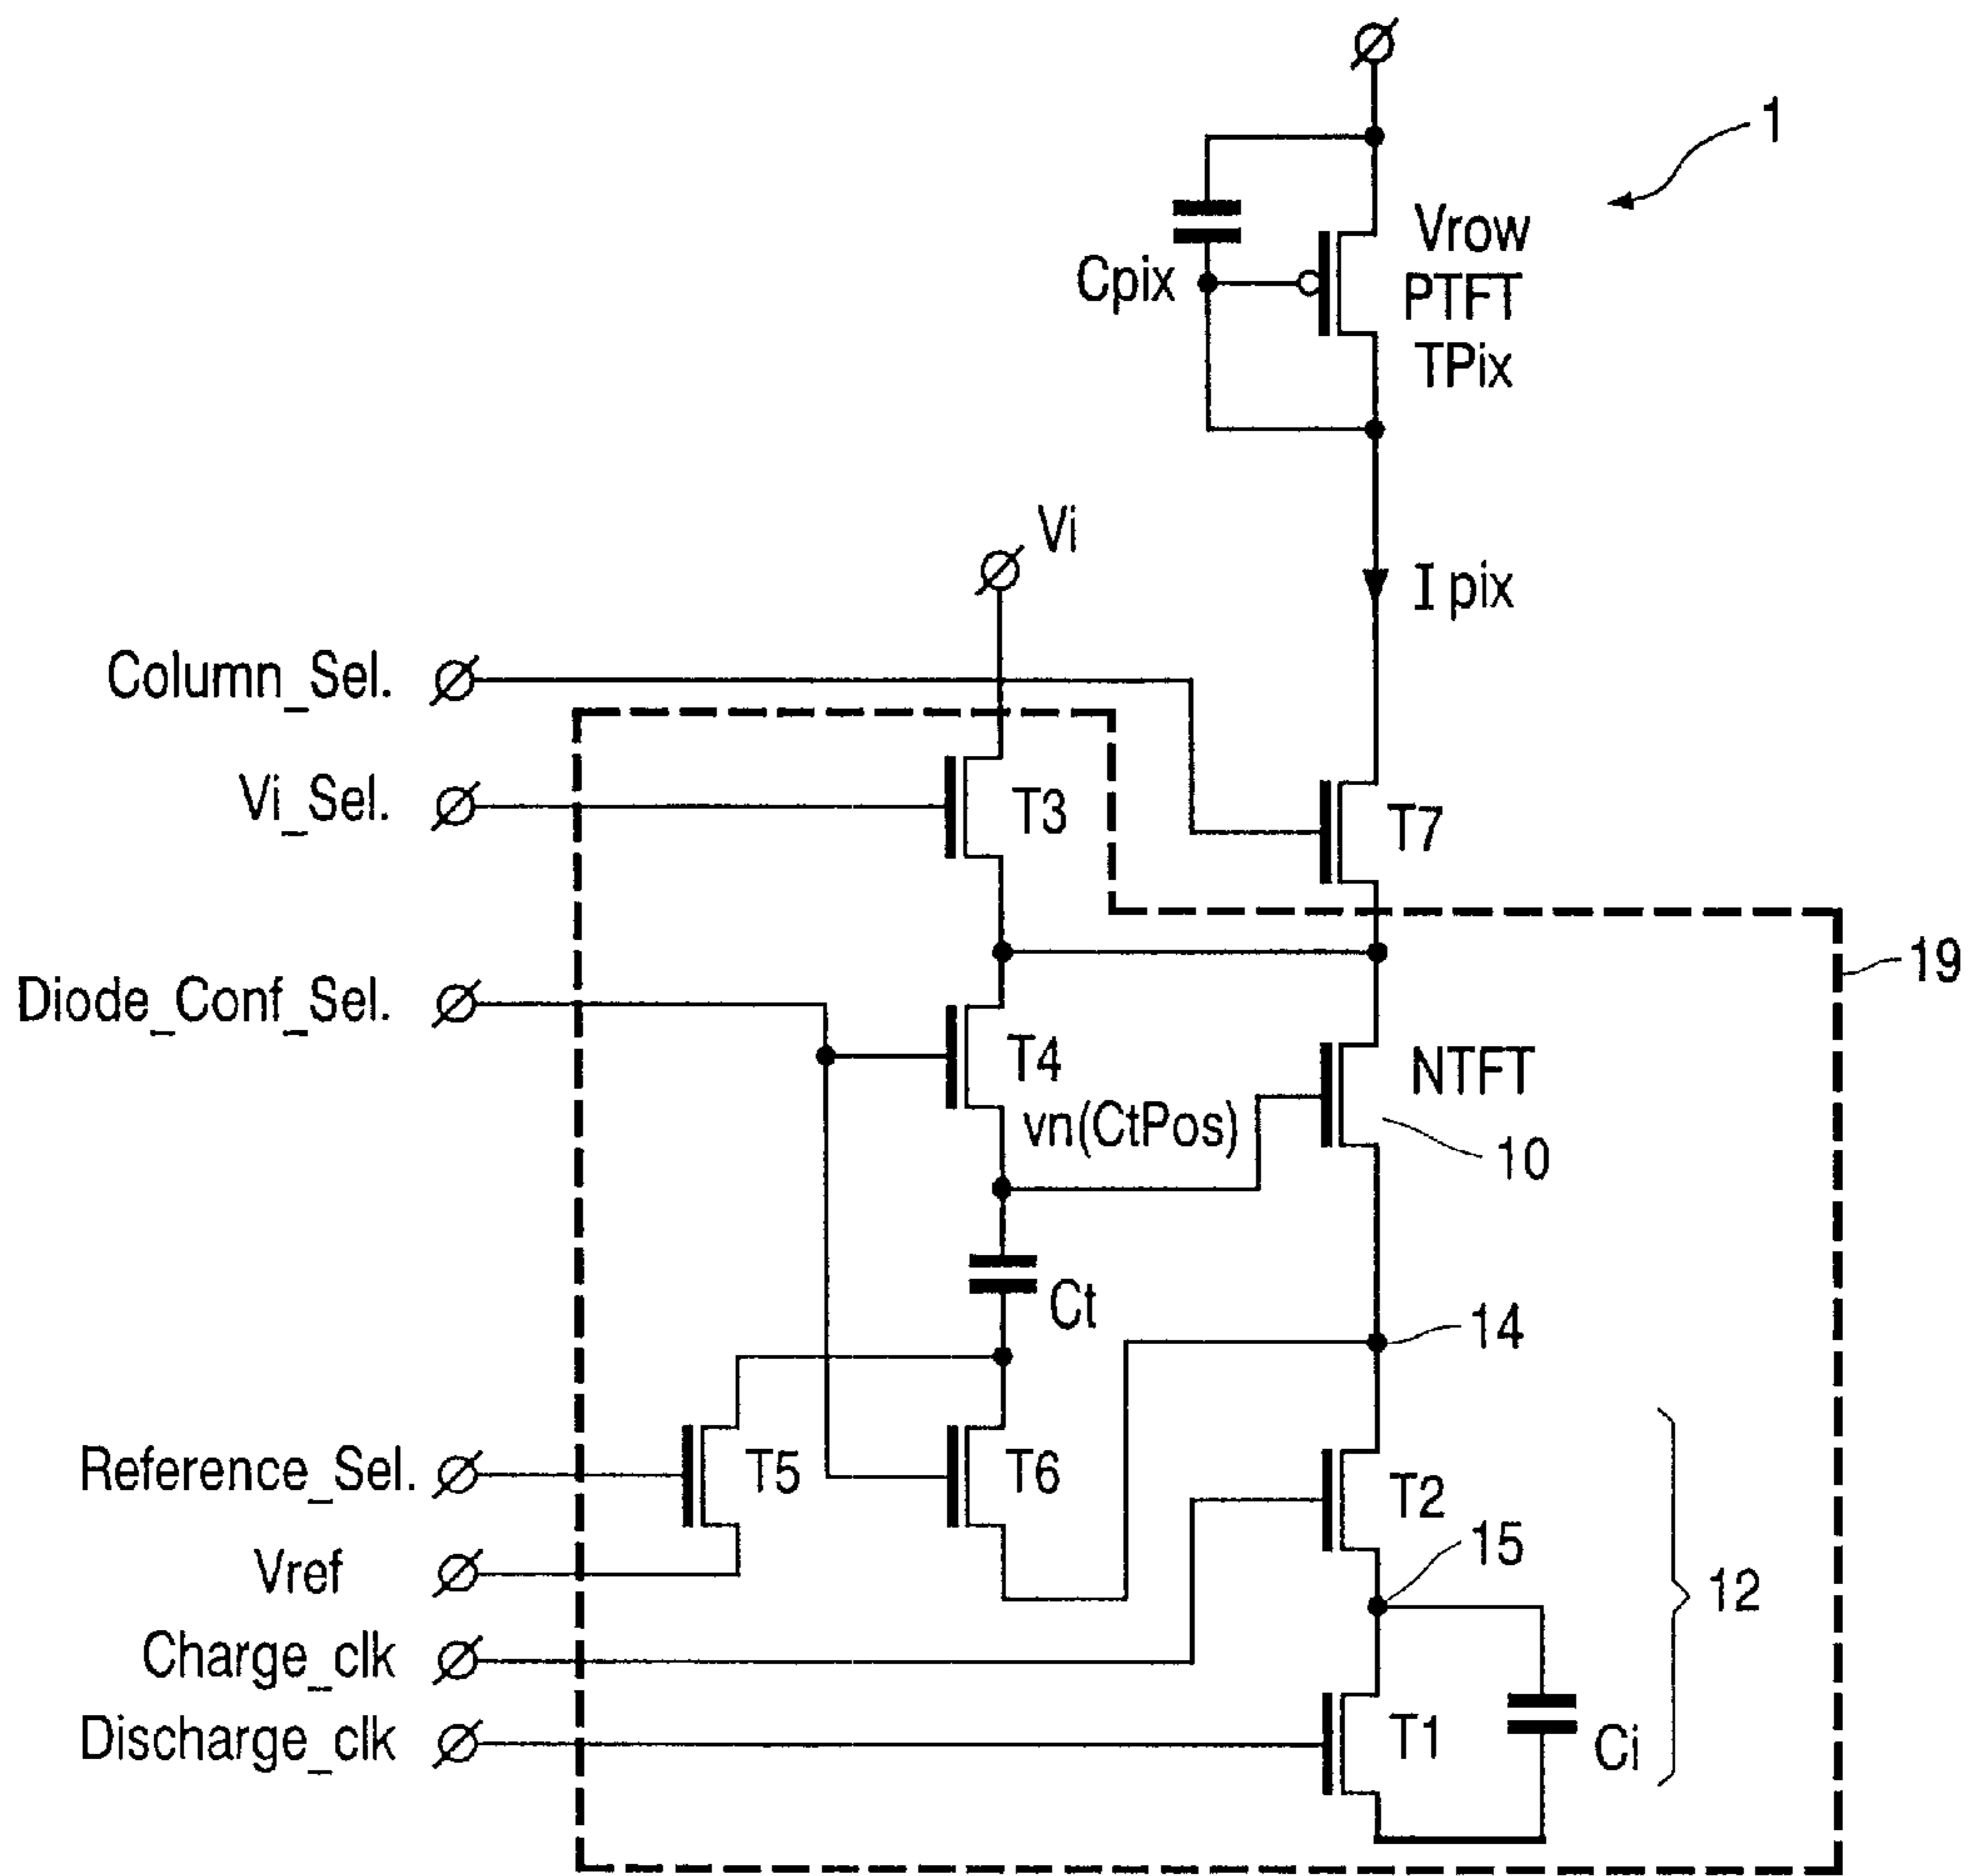 1
Vrow
PTFT
TPix
Cpix
Vi
I pix
Column_Sel.
Vi_Sel.
T3
T7
19
Diode_Conf_Sel.
T4
NTFT
vn(CtPos)
10
Ct
14
Reference_Sel.
T5
T6
T2
15
Vref
12
Charge_clk
Discharge_clk
T1
Ci